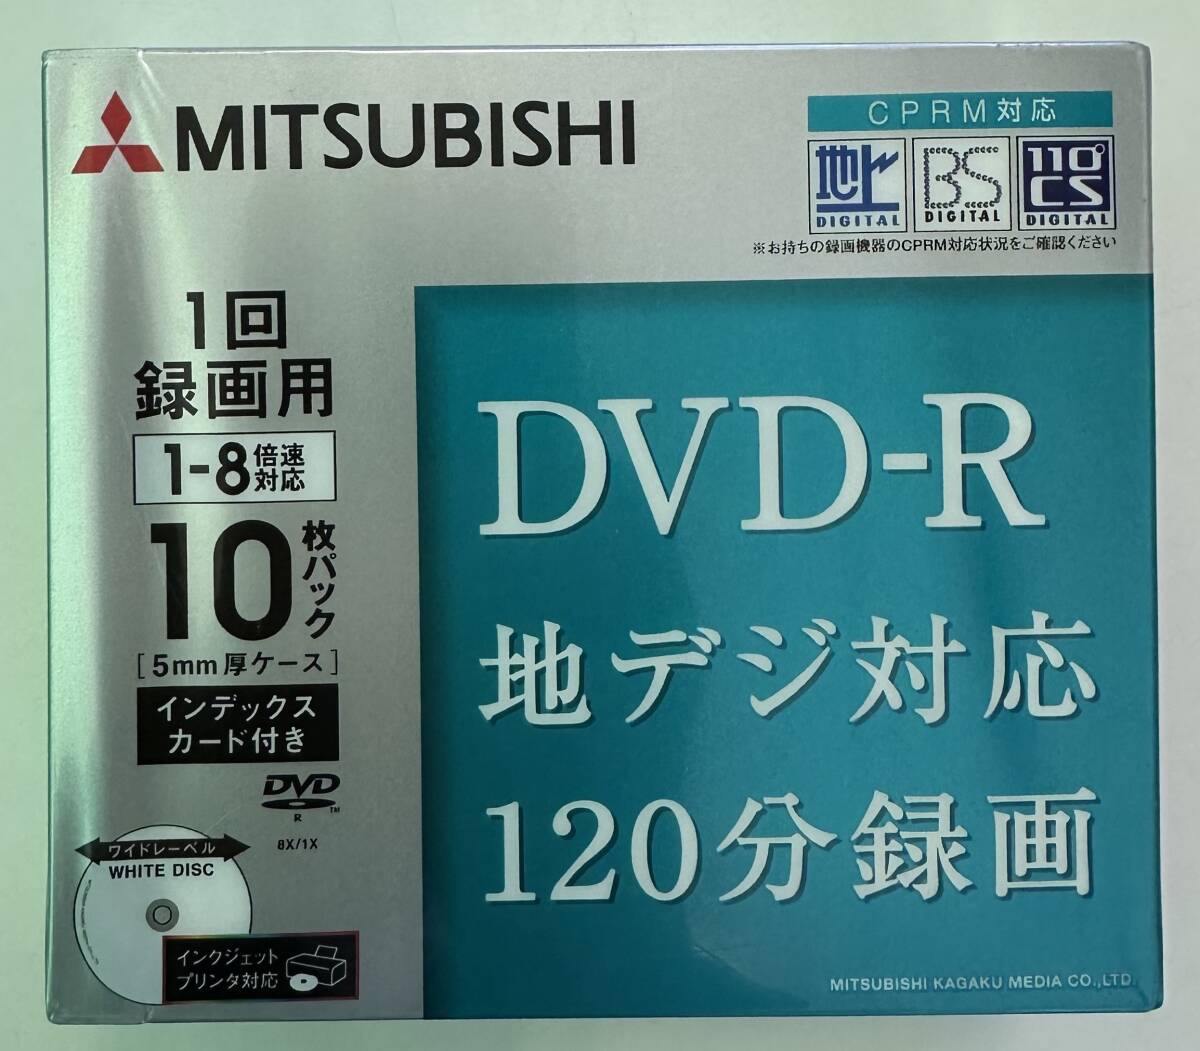 MITSUBISHI
CPRM対応
地上
DIGITAL
BS
DIGITAL
110°
CS
DIGITAL
※お持ちの録画機器のCPRM対応状況をご確認ください
1回
録画用
1-8倍速対応
10枚パック
[5mm厚ケース]
インデックス
カード付き
DVD
R
TM
8X/1X
ワイドレーベル
WHITE DISC
インクジェット
プリンタ対応
DVD-R
地デジ対応
120分録画
MITSUBISHI KAGAKU MEDIA CO.,LTD.